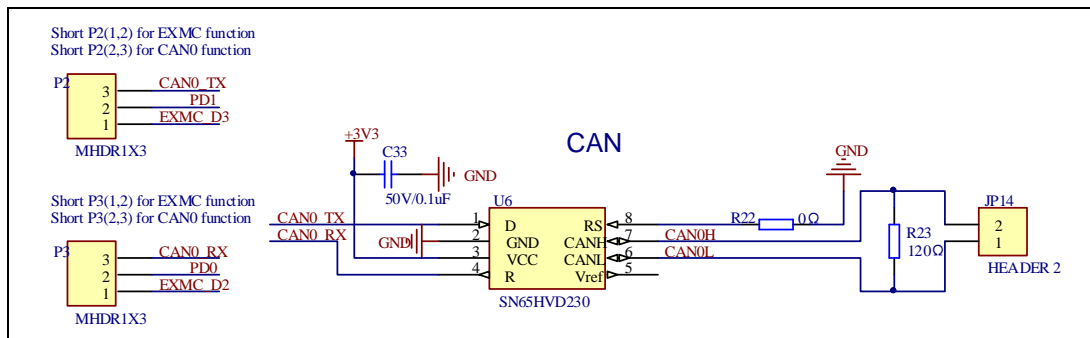 Short P2(1,2) for EXMC function
Short P2(2,3) for CAN0 function
P2
3 CAN0_TX
2 PD1
1 EXMC_D3
MHDR1X3
Short P3(1,2) for EXMC function
Short P3(2,3) for CAN0 function
P3
3 CAN0_RX
2 PD0
1 EXMC_D2
MHDR1X3
CAN
+3V3
C33
50V/0.1uF
GND
U6
CAN0_TX 1 D
GND 2 GND
3 VCC
CAN0_RX 4 R
RS 8
CANH 7 CAN0H
CANL 6 CAN0L
Vref 5
SN65HVD230
GND
R22 0Ω
R23
120Ω
JP14
2
1
HEADER 2